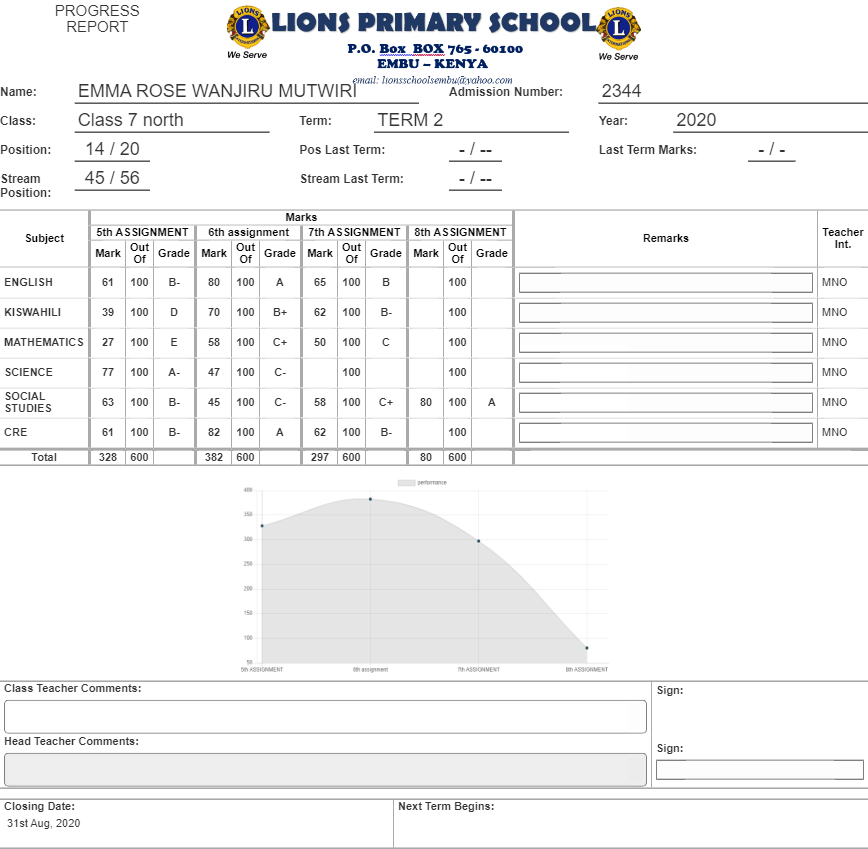 PROGRESS
REPORT
LIONS
L
INTERNATIONAL
We Serve
LIONS PRIMARY SCHOOL
LIONS
L
INTERNATIONAL
We Serve
P.O. Box BOX 765 - 60100
EMBU – KENYA
email: lionsschoolsembu@yahoo.com
Name: EMMA ROSE WANJIRU MUTWIRI Admission Number: 2344
Class: Class 7 north Term: TERM 2 Year: 2020
Position: 14 / 20 Pos Last Term: - / -- Last Term Marks: - / -
Stream Position: 45 / 56 Stream Last Term: - / --
Subject Marks Remarks Teacher Int.
5th ASSIGNMENT 6th assignment 7th ASSIGNMENT 8th ASSIGNMENT
Mark Out Of Grade Mark Out Of Grade Mark Out Of Grade Mark Out Of Grade
ENGLISH 61 100 B- 80 100 A 65 100 B 100 MNO
KISWAHILI 39 100 D 70 100 B+ 62 100 B- 100 MNO
MATHEMATICS 27 100 E 58 100 C+ 50 100 C 100 MNO
SCIENCE 77 100 A- 47 100 C- 100 100 MNO
SOCIAL STUDIES 63 100 B- 45 100 C- 58 100 C+ 80 100 A MNO
CRE 61 100 B- 82 100 A 62 100 B- 100 MNO
Total 328 600 382 600 297 600 80 600
performance
400
350
300
250
200
150
100
50
5th ASSIGNMENT 6th assignment 7th ASSIGNMENT 8th ASSIGNMENT
Class Teacher Comments: Sign:
Head Teacher Comments: Sign:
Closing Date: Next Term Begins:
31st Aug, 2020